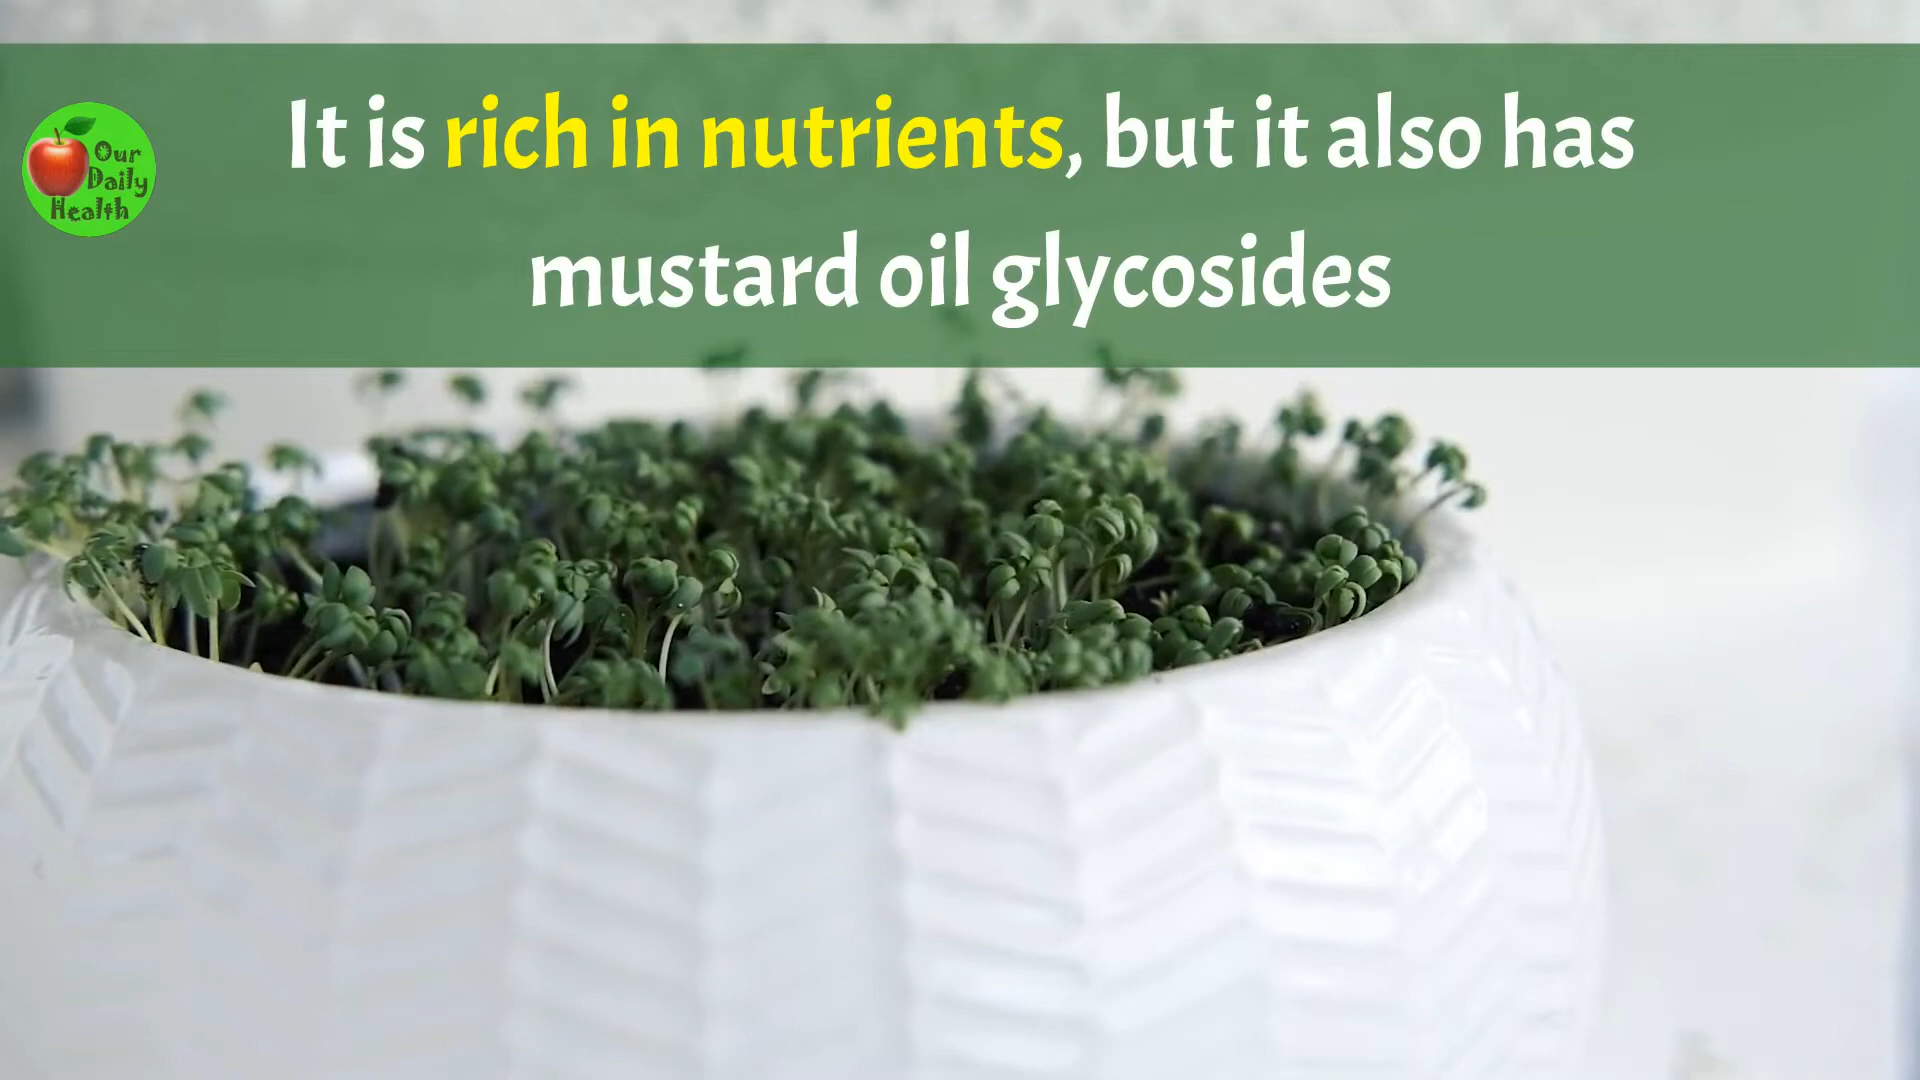 It is rich in nutrients, but it also has
mustard oil glycosides
Our
Daily
Health